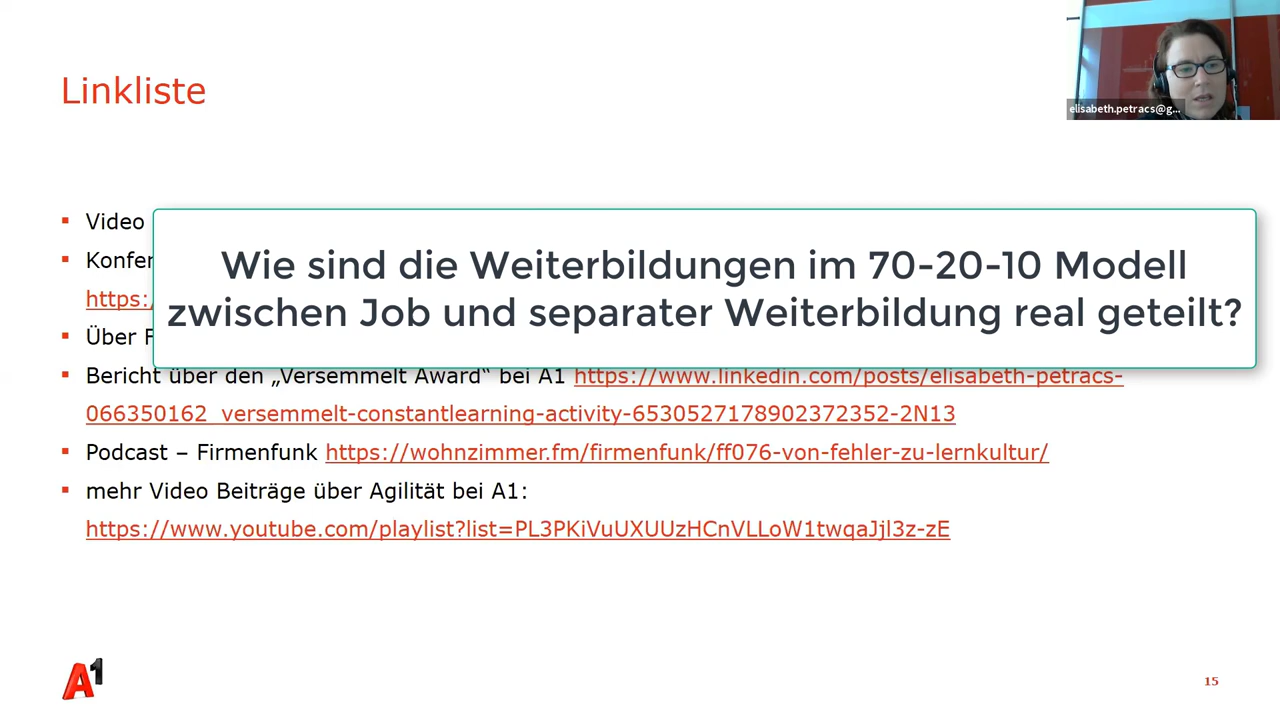 Linkliste
elisabeth.petracs@g...
Video
Wie sind die Weiterbildungen im 70-20-10 Modell
zwischen Job und separater Weiterbildung real geteilt?
Konfer
https:/
Über F
Bericht über den „Versemmelt Award“ bei A1 https://www.linkedin.com/posts/elisabeth-petracs-
066350162_versemmelt-constantlearning-activity-6530527178902372352-2N13
Podcast – Firmenfunk https://wohnzimmer.fm/firmenfunk/ff076-von-fehler-zu-lernkultur/
mehr Video Beiträge über Agilität bei A1:
https://www.youtube.com/playlist?list=PL3PKiVuUXUUzHCnVLLoW1twqaJjl3z-zE
A1
15